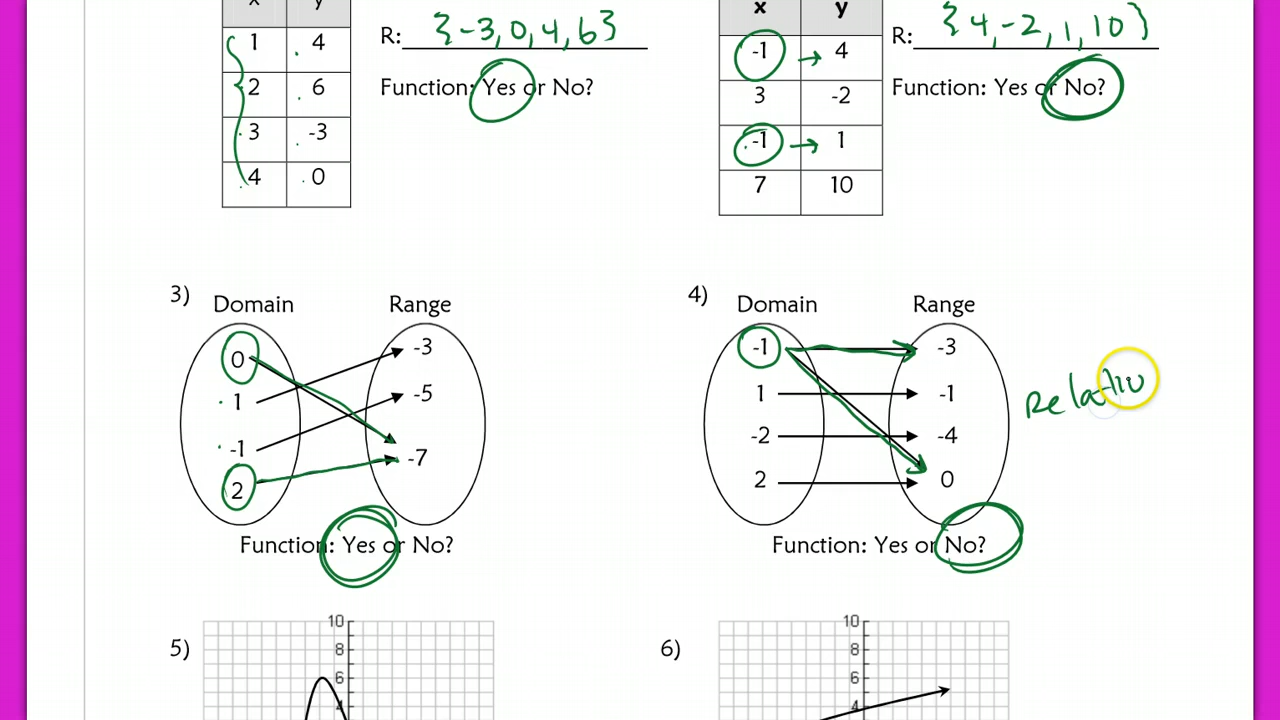 x y
1 4
2 6
3 -3
4 0
R: {-3, 0, 4, 6}
Function: Yes or No?
x y
-1 → 4
3 -2
-1 → 1
7 10
R: {4, -2, 1, 10}
Function: Yes or No?
3)
Domain Range
0 -3
1 -5
-1 -7
2
Function: Yes or No?
4)
Domain Range
-1 -3
1 -1
-2 -4
2 0
Relatio
Function: Yes or No?
5)
10
8
6
4
6)
10
8
6
4